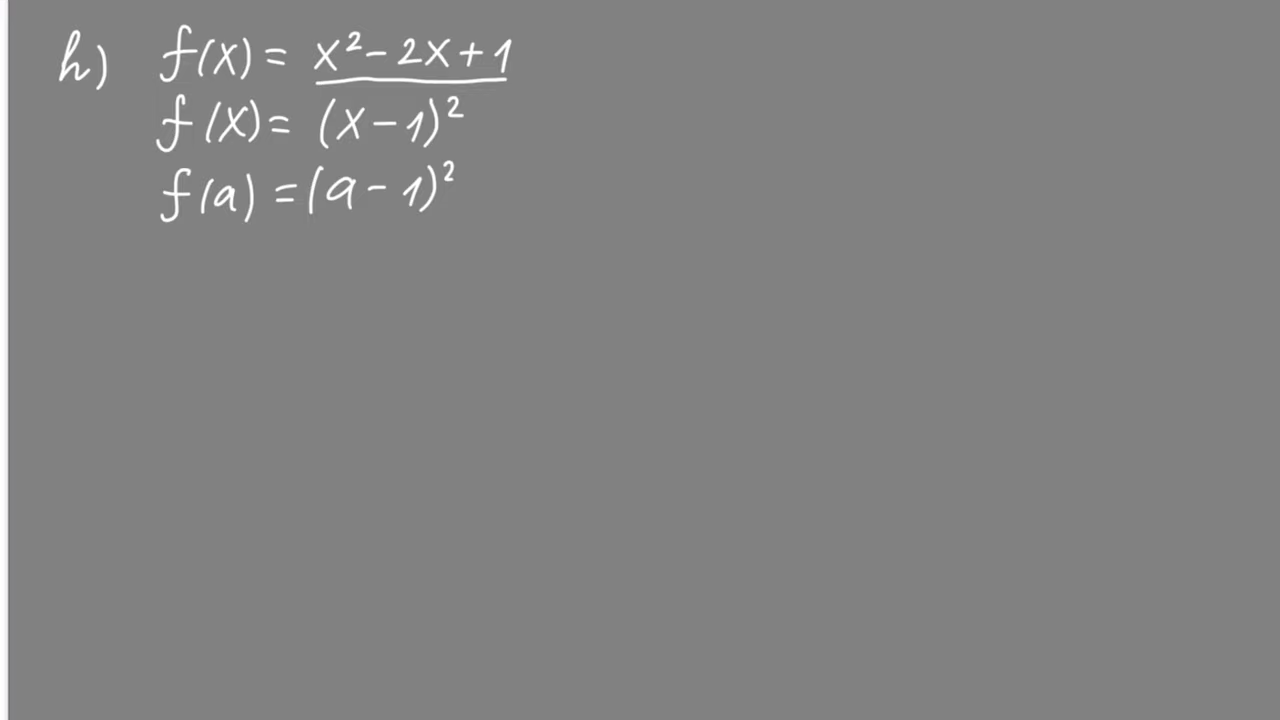 h) f(x) = x² - 2x + 1
f(x) = (x - 1)²
f(a) = (a - 1)²